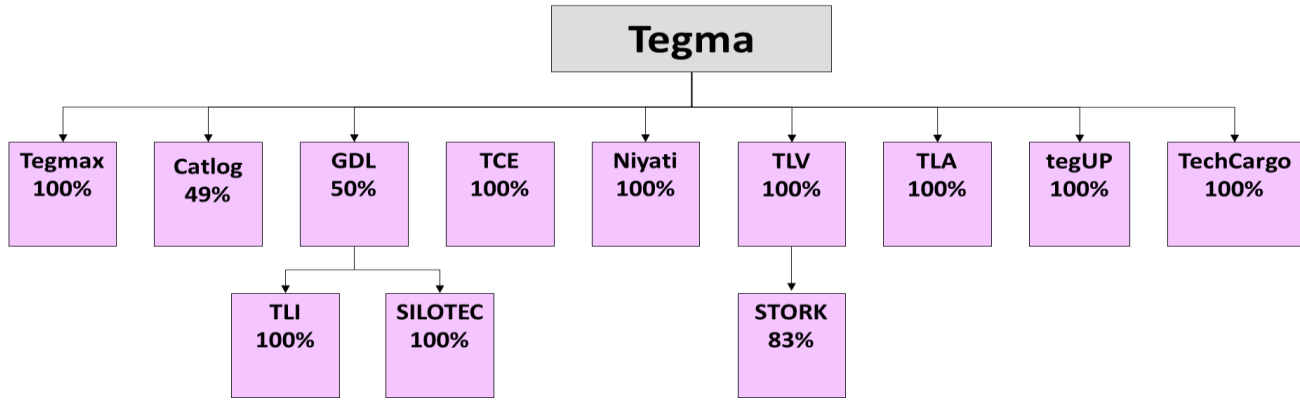 Tegma
Tegmax
100%
Catlog
49%
GDL
50%
TCE
100%
Niyati
100%
TLV
100%
TLA
100%
tegUP
100%
TechCargo
100%
TLI
100%
SILOTEC
100%
STORK
83%